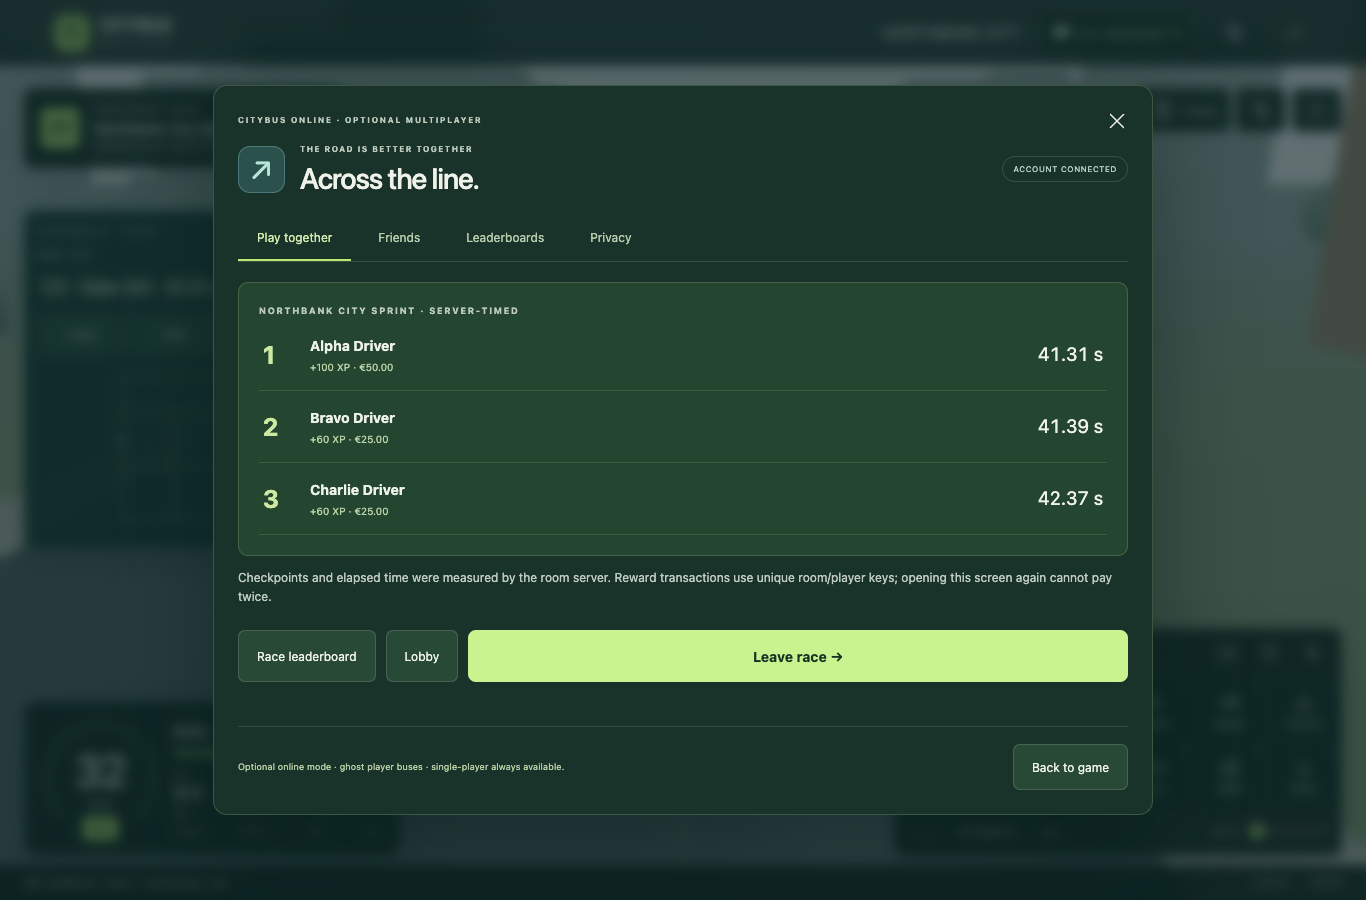 CITYBUS ONLINE · OPTIONAL MULTIPLAYER
THE ROAD IS BETTER TOGETHER
Across the line.
ACCOUNT CONNECTED
Play together
Friends
Leaderboards
Privacy
NORTHBANK CITY SPRINT · SERVER-TIMED
1
Alpha Driver
+100 XP · €50.00
41.31 s
2
Bravo Driver
+60 XP · €25.00
41.39 s
3
Charlie Driver
+60 XP · €25.00
42.37 s
Checkpoints and elapsed time were measured by the room server. Reward transactions use unique room/player keys; opening this screen again cannot pay
twice.
Race leaderboard
Lobby
Leave race →
Optional online mode · ghost player buses · single-player always available.
Back to game
32